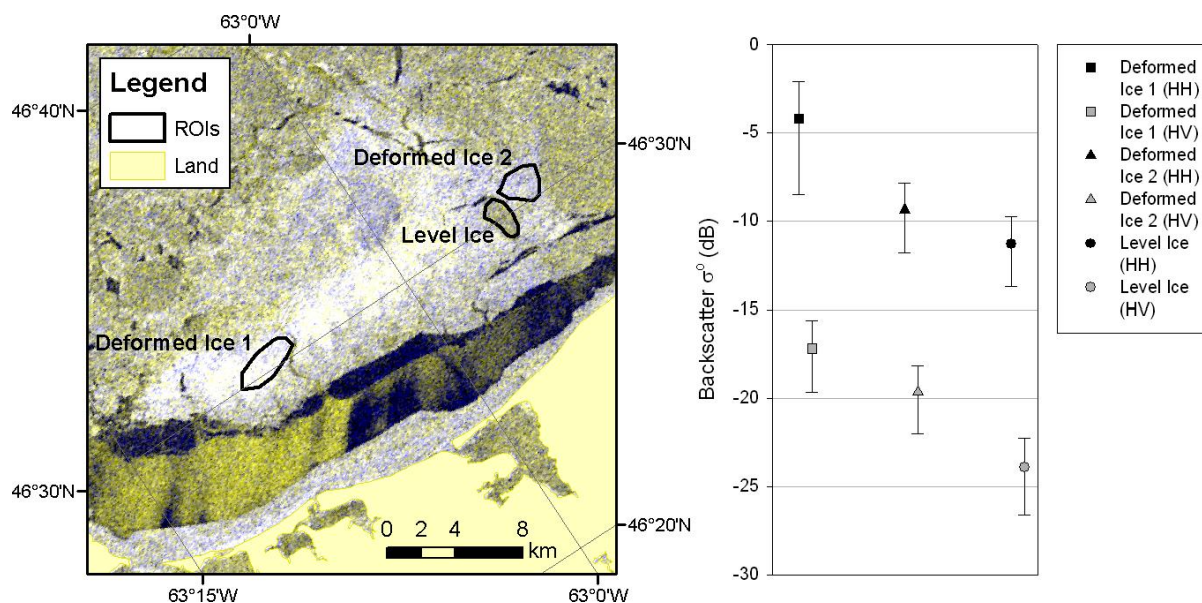 63°0'W
46°40'N
Legend
ROIs
Land
Deformed Ice 2
Level Ice
Deformed Ice 1
46°30'N
46°30'N
46°20'N
0 2 4 8
km
63°15'W
63°0'W
Backscatter σ⁰ (dB)
0
-5
-10
-15
-20
-25
-30
Deformed
Ice 1 (HH)
Deformed
Ice 1 (HV)
Deformed
Ice 2 (HH)
Deformed
Ice 2 (HV)
Level Ice
(HH)
Level Ice
(HV)